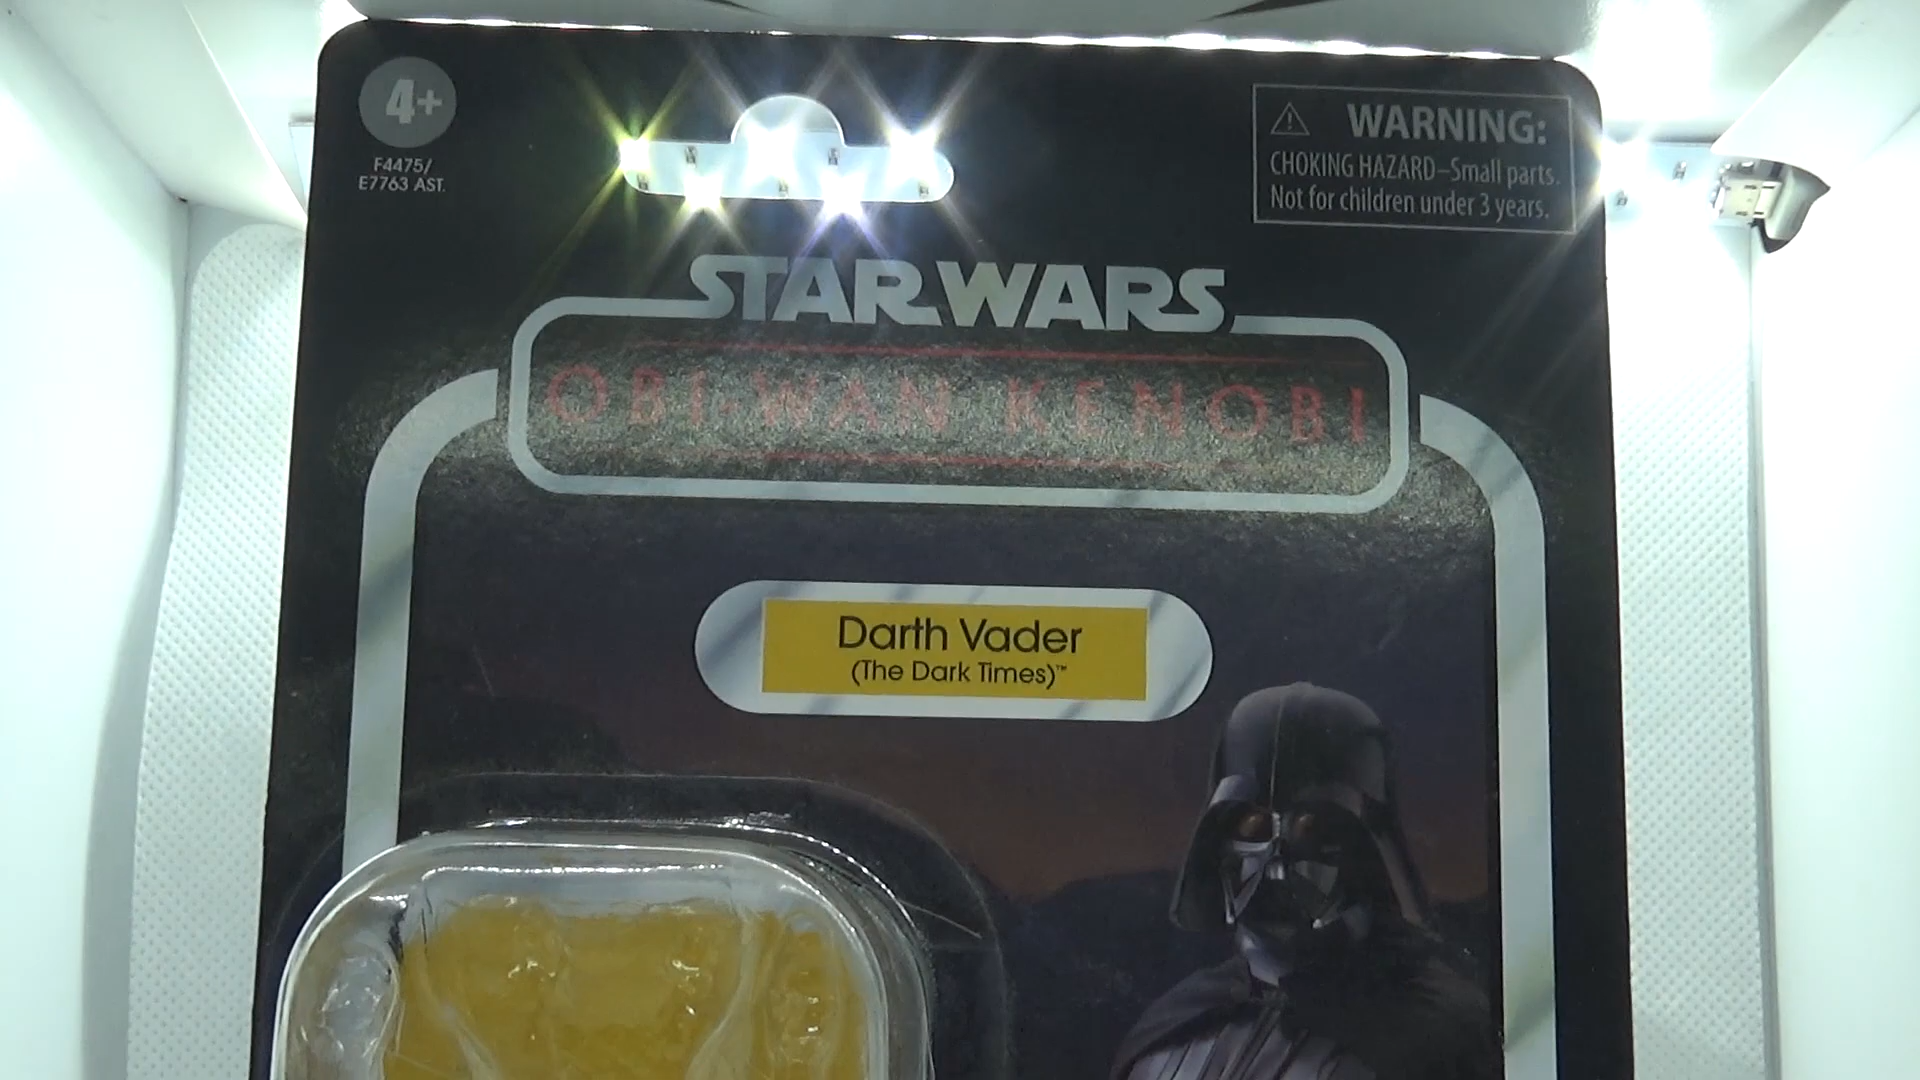 4+
F4475/
E7763 AST.
WARNING:
CHOKING HAZARD–Small parts.
Not for children under 3 years.
STAR WARS
OBI-WAN KENOBI
Darth Vader
(The Dark Times)™